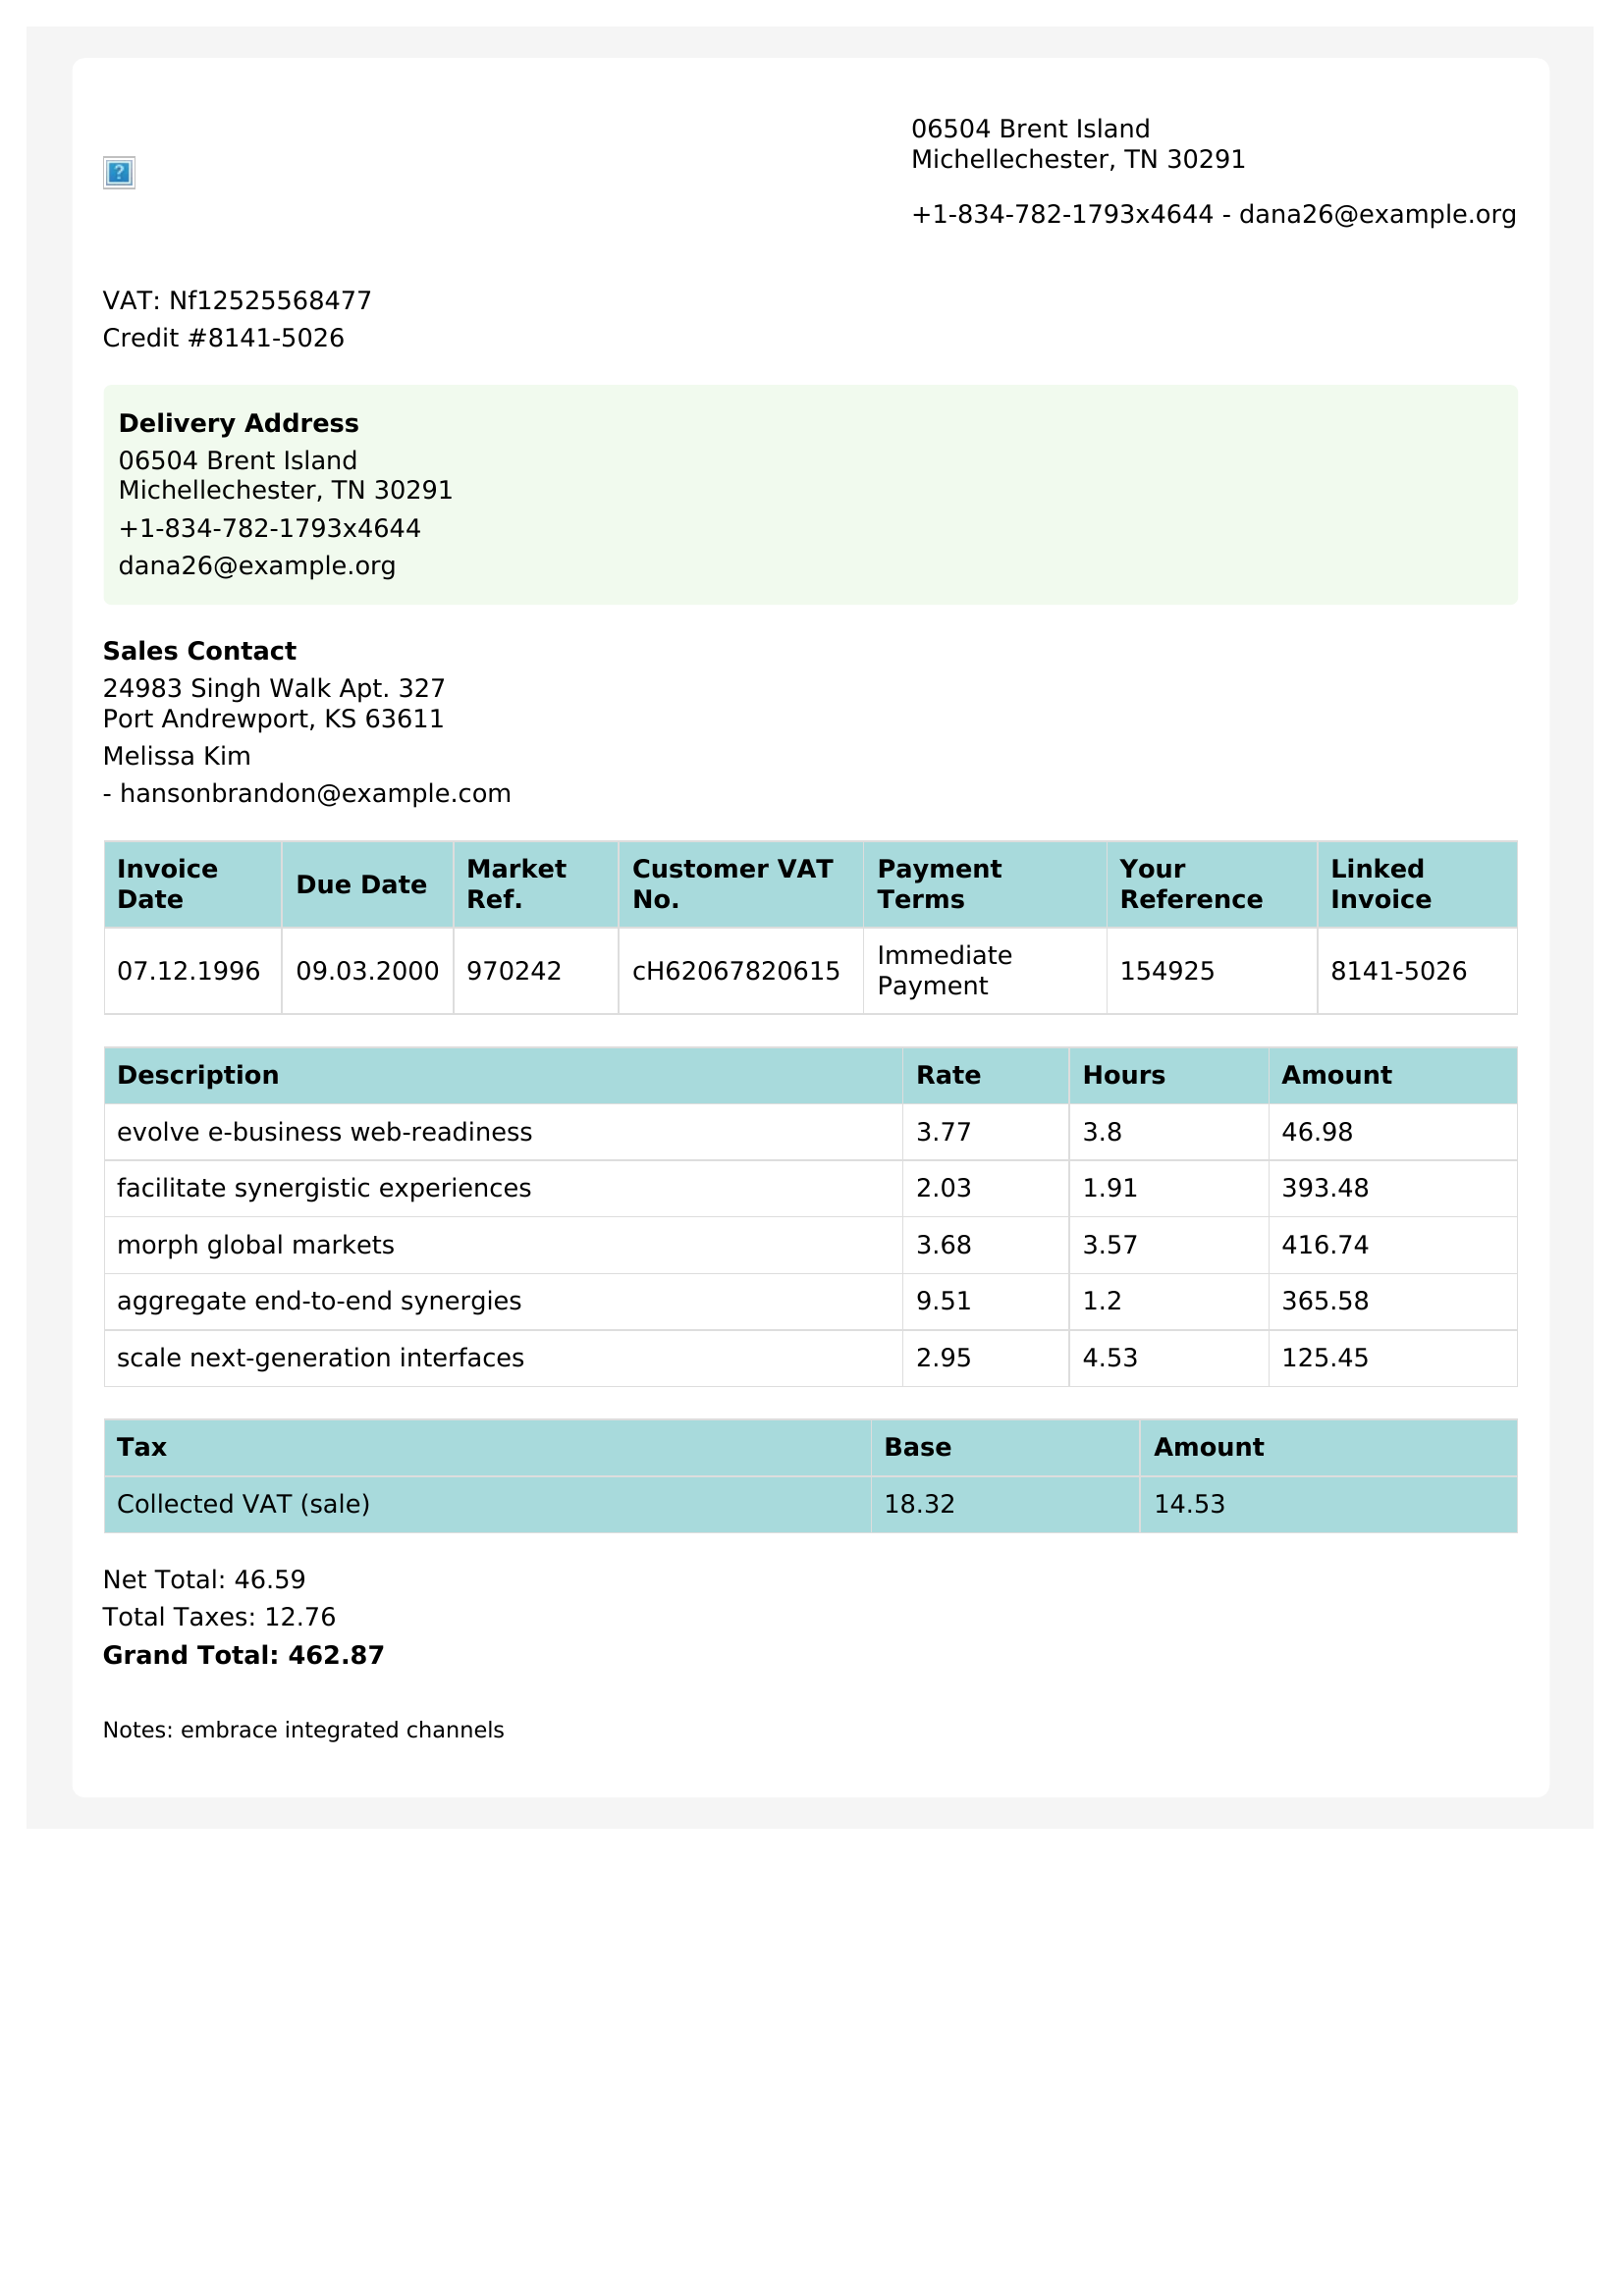 06504 Brent Island
Michellechester, TN 30291
+1-834-782-1793x4644 - dana26@example.org
VAT: Nf12525568477
Credit #8141-5026
Delivery Address
06504 Brent Island
Michellechester, TN 30291
+1-834-782-1793x4644
dana26@example.org
Sales Contact
24983 Singh Walk Apt. 327
Port Andrewport, KS 63611
Melissa Kim
- hansonbrandon@example.com
Invoice Date Due Date Market Ref. Customer VAT No. Payment Terms Your Reference Linked Invoice
07.12.1996 09.03.2000 970242 cH62067820615 Immediate Payment 154925 8141-5026
Description Rate Hours Amount
evolve e-business web-readiness 3.77 3.8 46.98
facilitate synergistic experiences 2.03 1.91 393.48
morph global markets 3.68 3.57 416.74
aggregate end-to-end synergies 9.51 1.2 365.58
scale next-generation interfaces 2.95 4.53 125.45
Tax Base Amount
Collected VAT (sale) 18.32 14.53
Net Total: 46.59
Total Taxes: 12.76
Grand Total: 462.87
Notes: embrace integrated channels